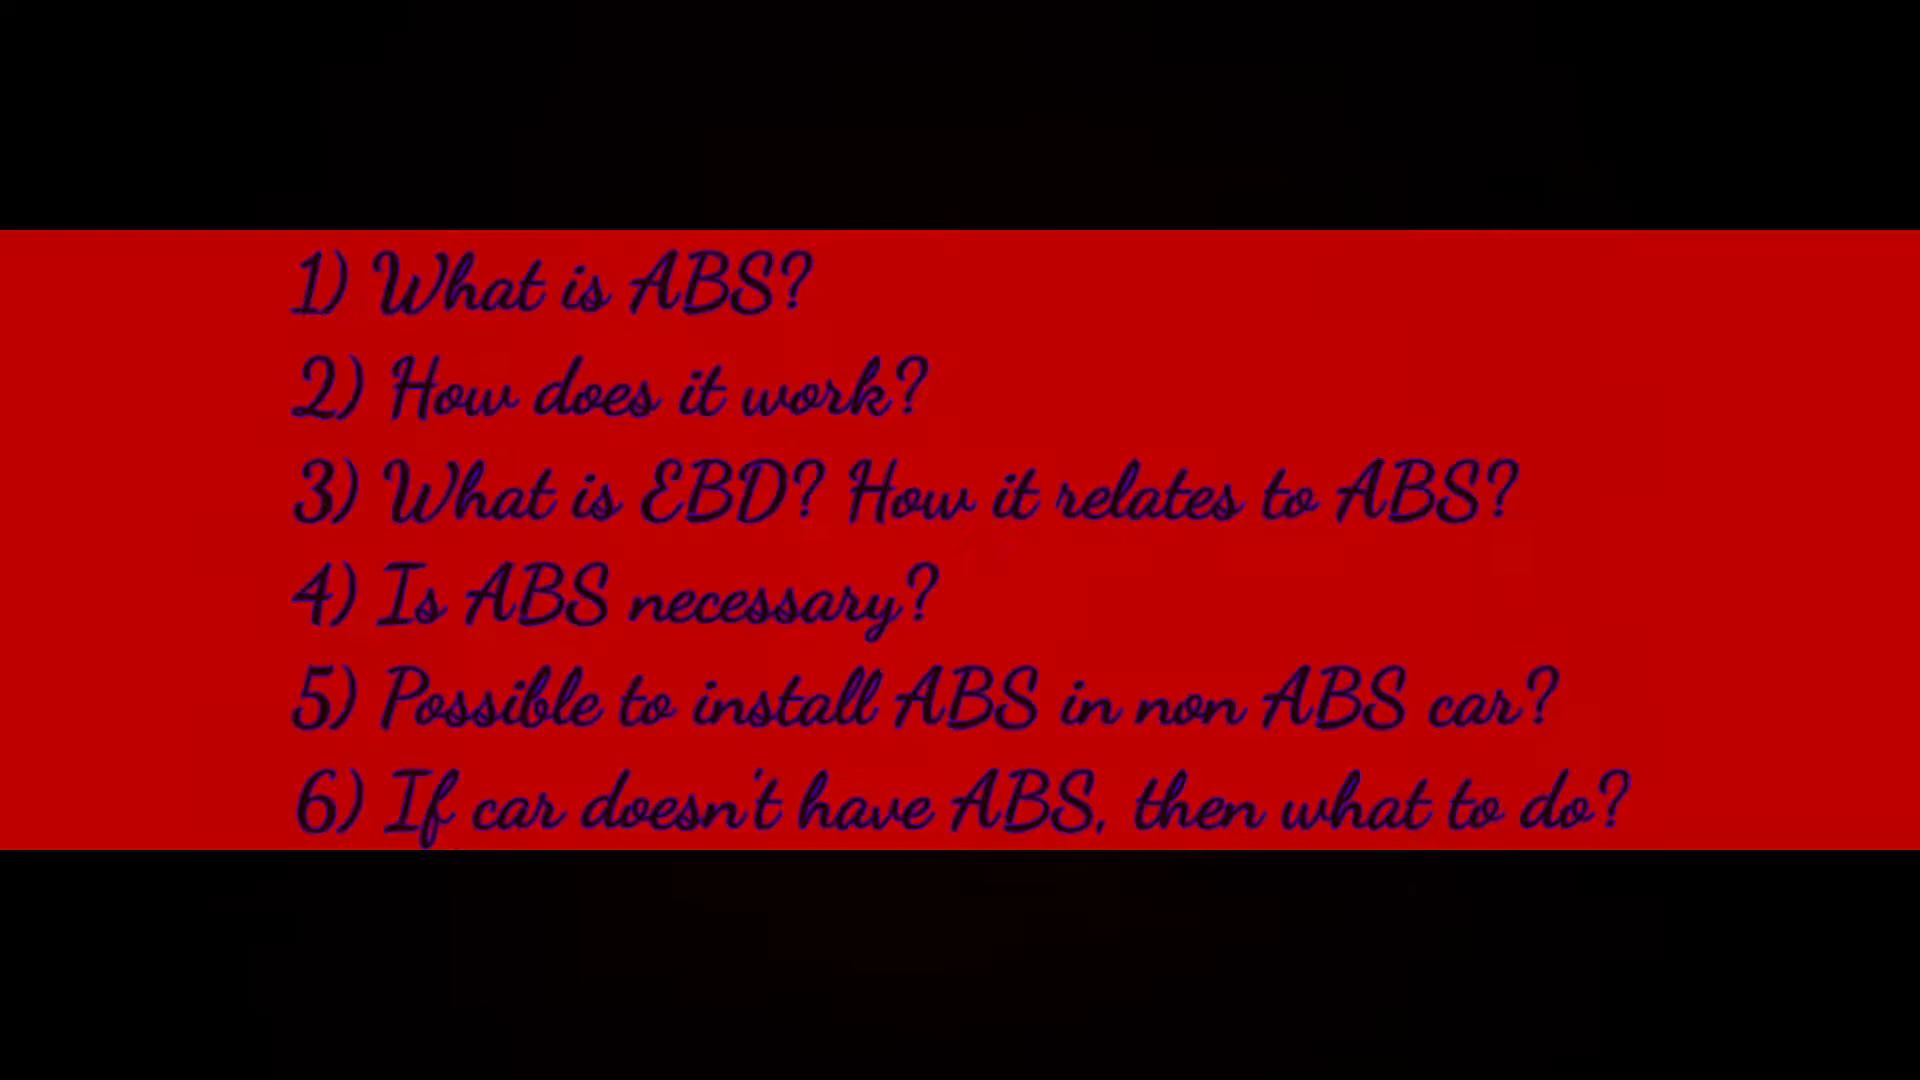 1) What is ABS?
2) How does it work?
3) What is EBD? How it relates to ABS?
4) Is ABS necessary?
5) Possible to install ABS in non ABS car?
6) If car doesn't have ABS, then what to do?